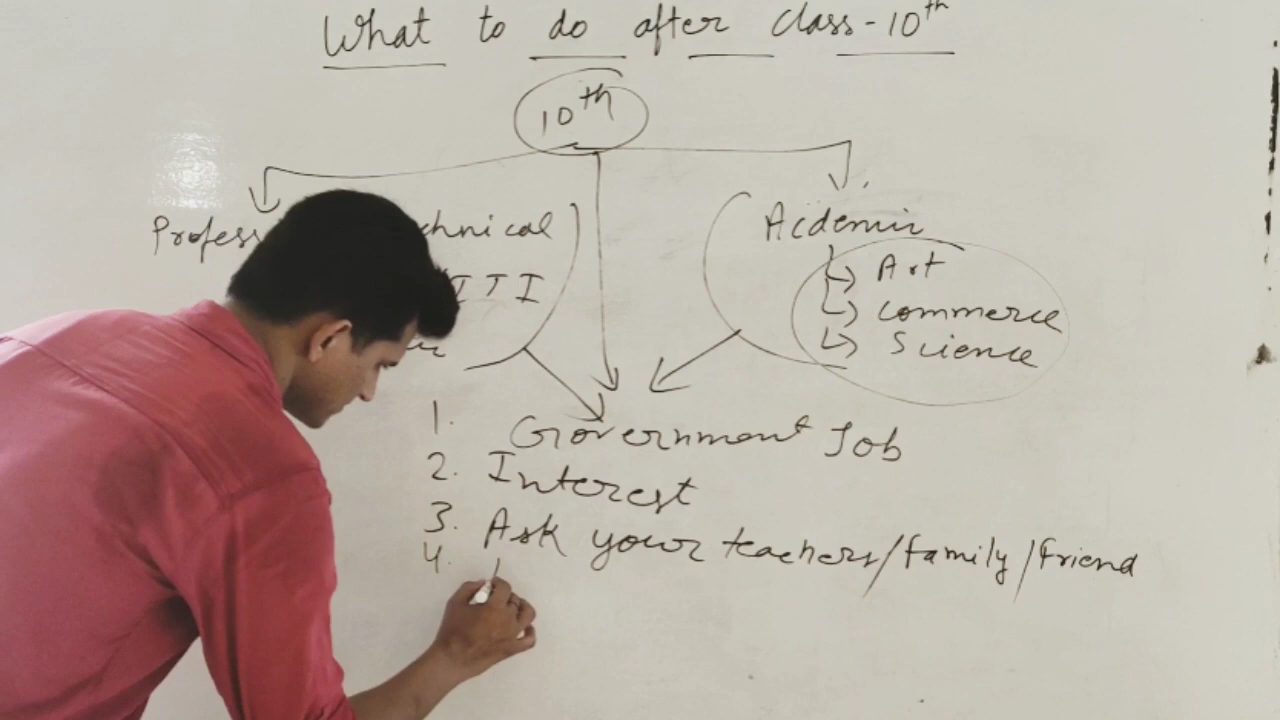 What to do after class-10th
10th
Profess chnical
Acdemic
Art
ITI
commerce
Science
1. Government Job
2. Interest
3. Ask your teachers/family/friend
4.